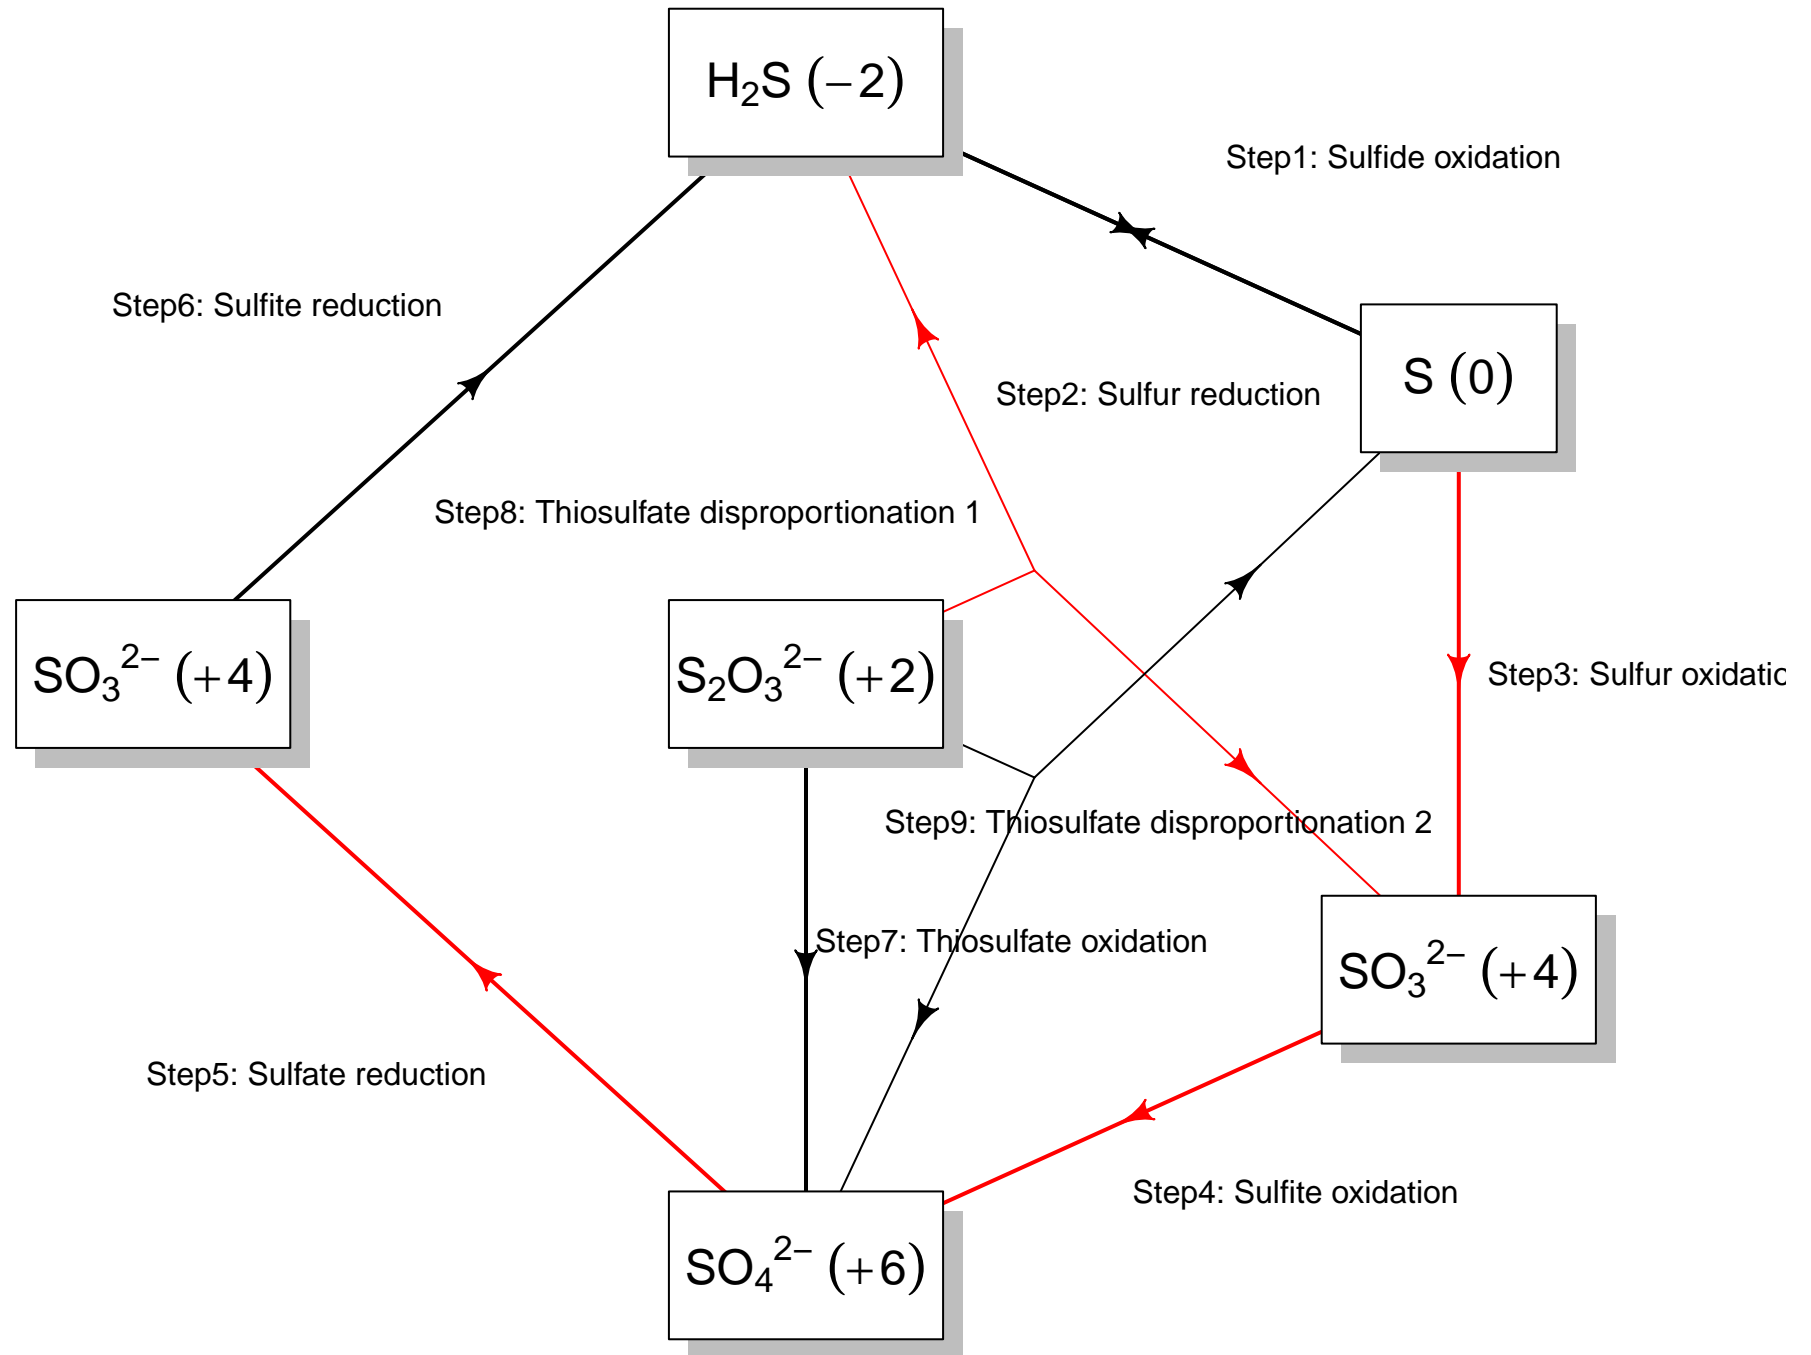 H₂S (−2)
Step1: Sulfide oxidation
Step6: Sulfite reduction
S (0)
Step2: Sulfur reduction
Step8: Thiosulfate disproportionation 1
SO₃²⁻ (+4)
S₂O₃²⁻ (+2)
Step3: Sulfur oxidatic
Step9: Thiosulfate disproportionation 2
Step7: Thiosulfate oxidation
SO₃²⁻ (+4)
Step5: Sulfate reduction
Step4: Sulfite oxidation
SO₄²⁻ (+6)